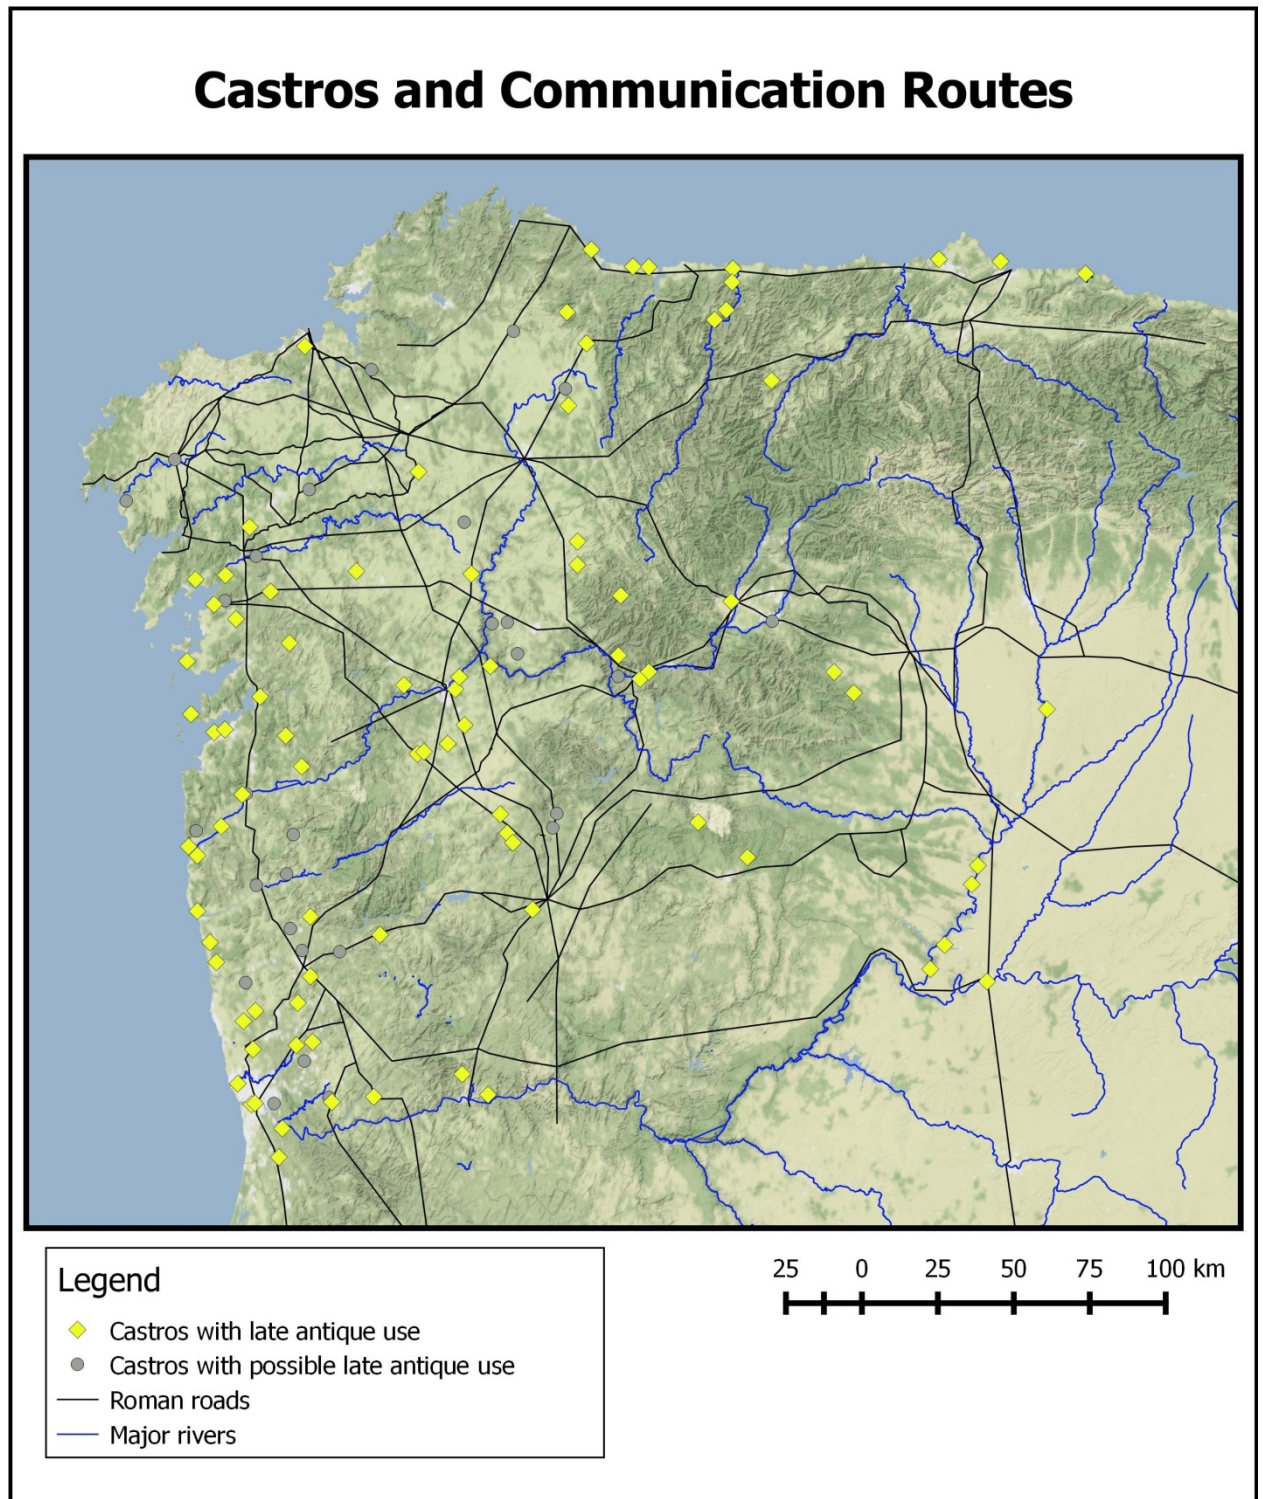 Castros and Communication Routes
Legend
Castros with late antique use
Castros with possible late antique use
Roman roads
Major rivers
25 0 25 50 75 100 km